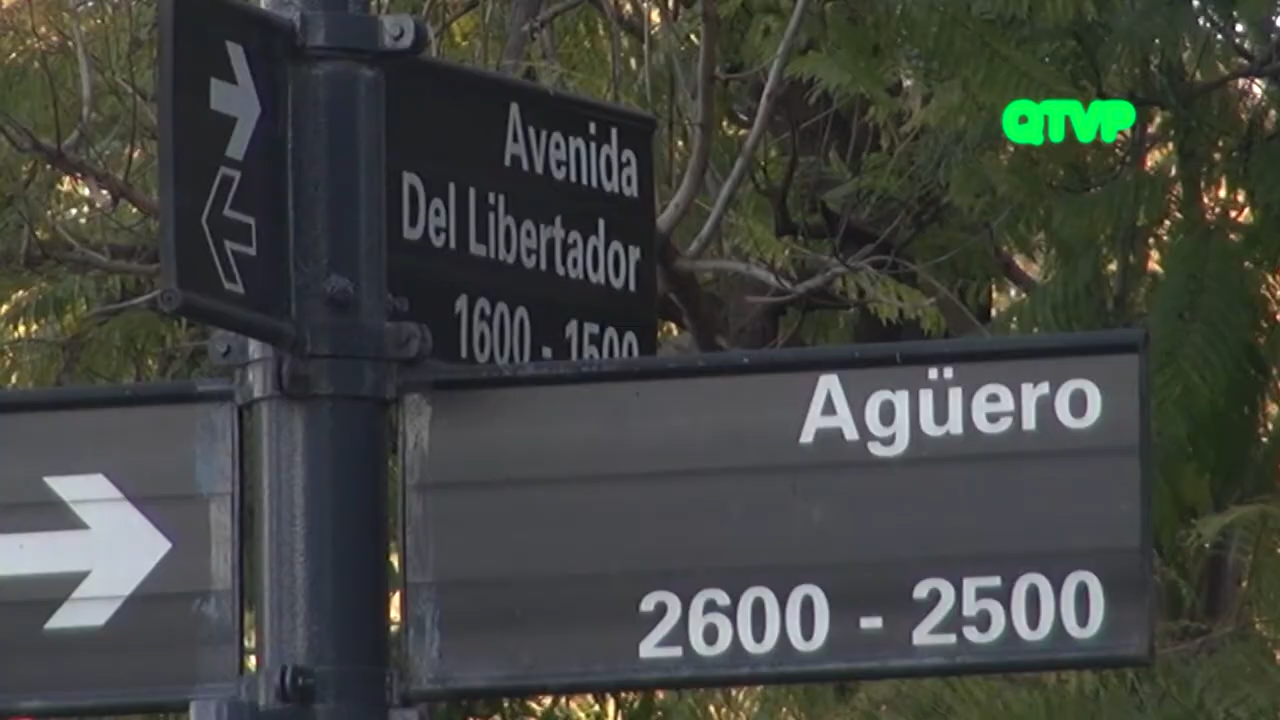 Avenida
Del Libertador
1600 - 1500
QTVP
Agüero
2600 - 2500